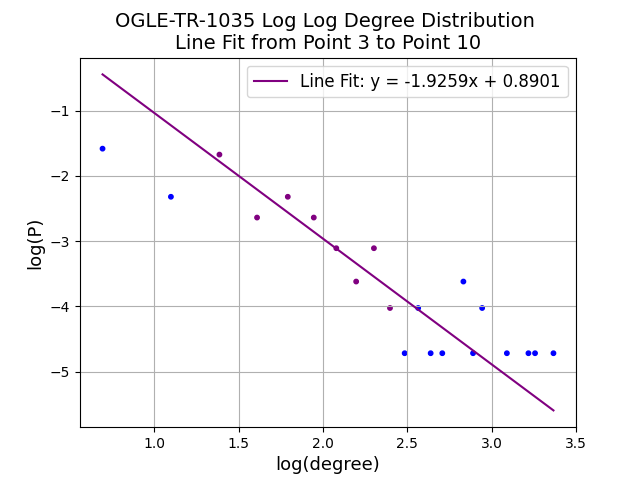 OGLE-TR-1035 Log Log Degree Distribution
Line Fit from Point 3 to Point 10
Line Fit: y = -1.9259x + 0.8901
−1
−2
−3
−4
−5
log(P)
1.0 1.5 2.0 2.5 3.0 3.5
log(degree)